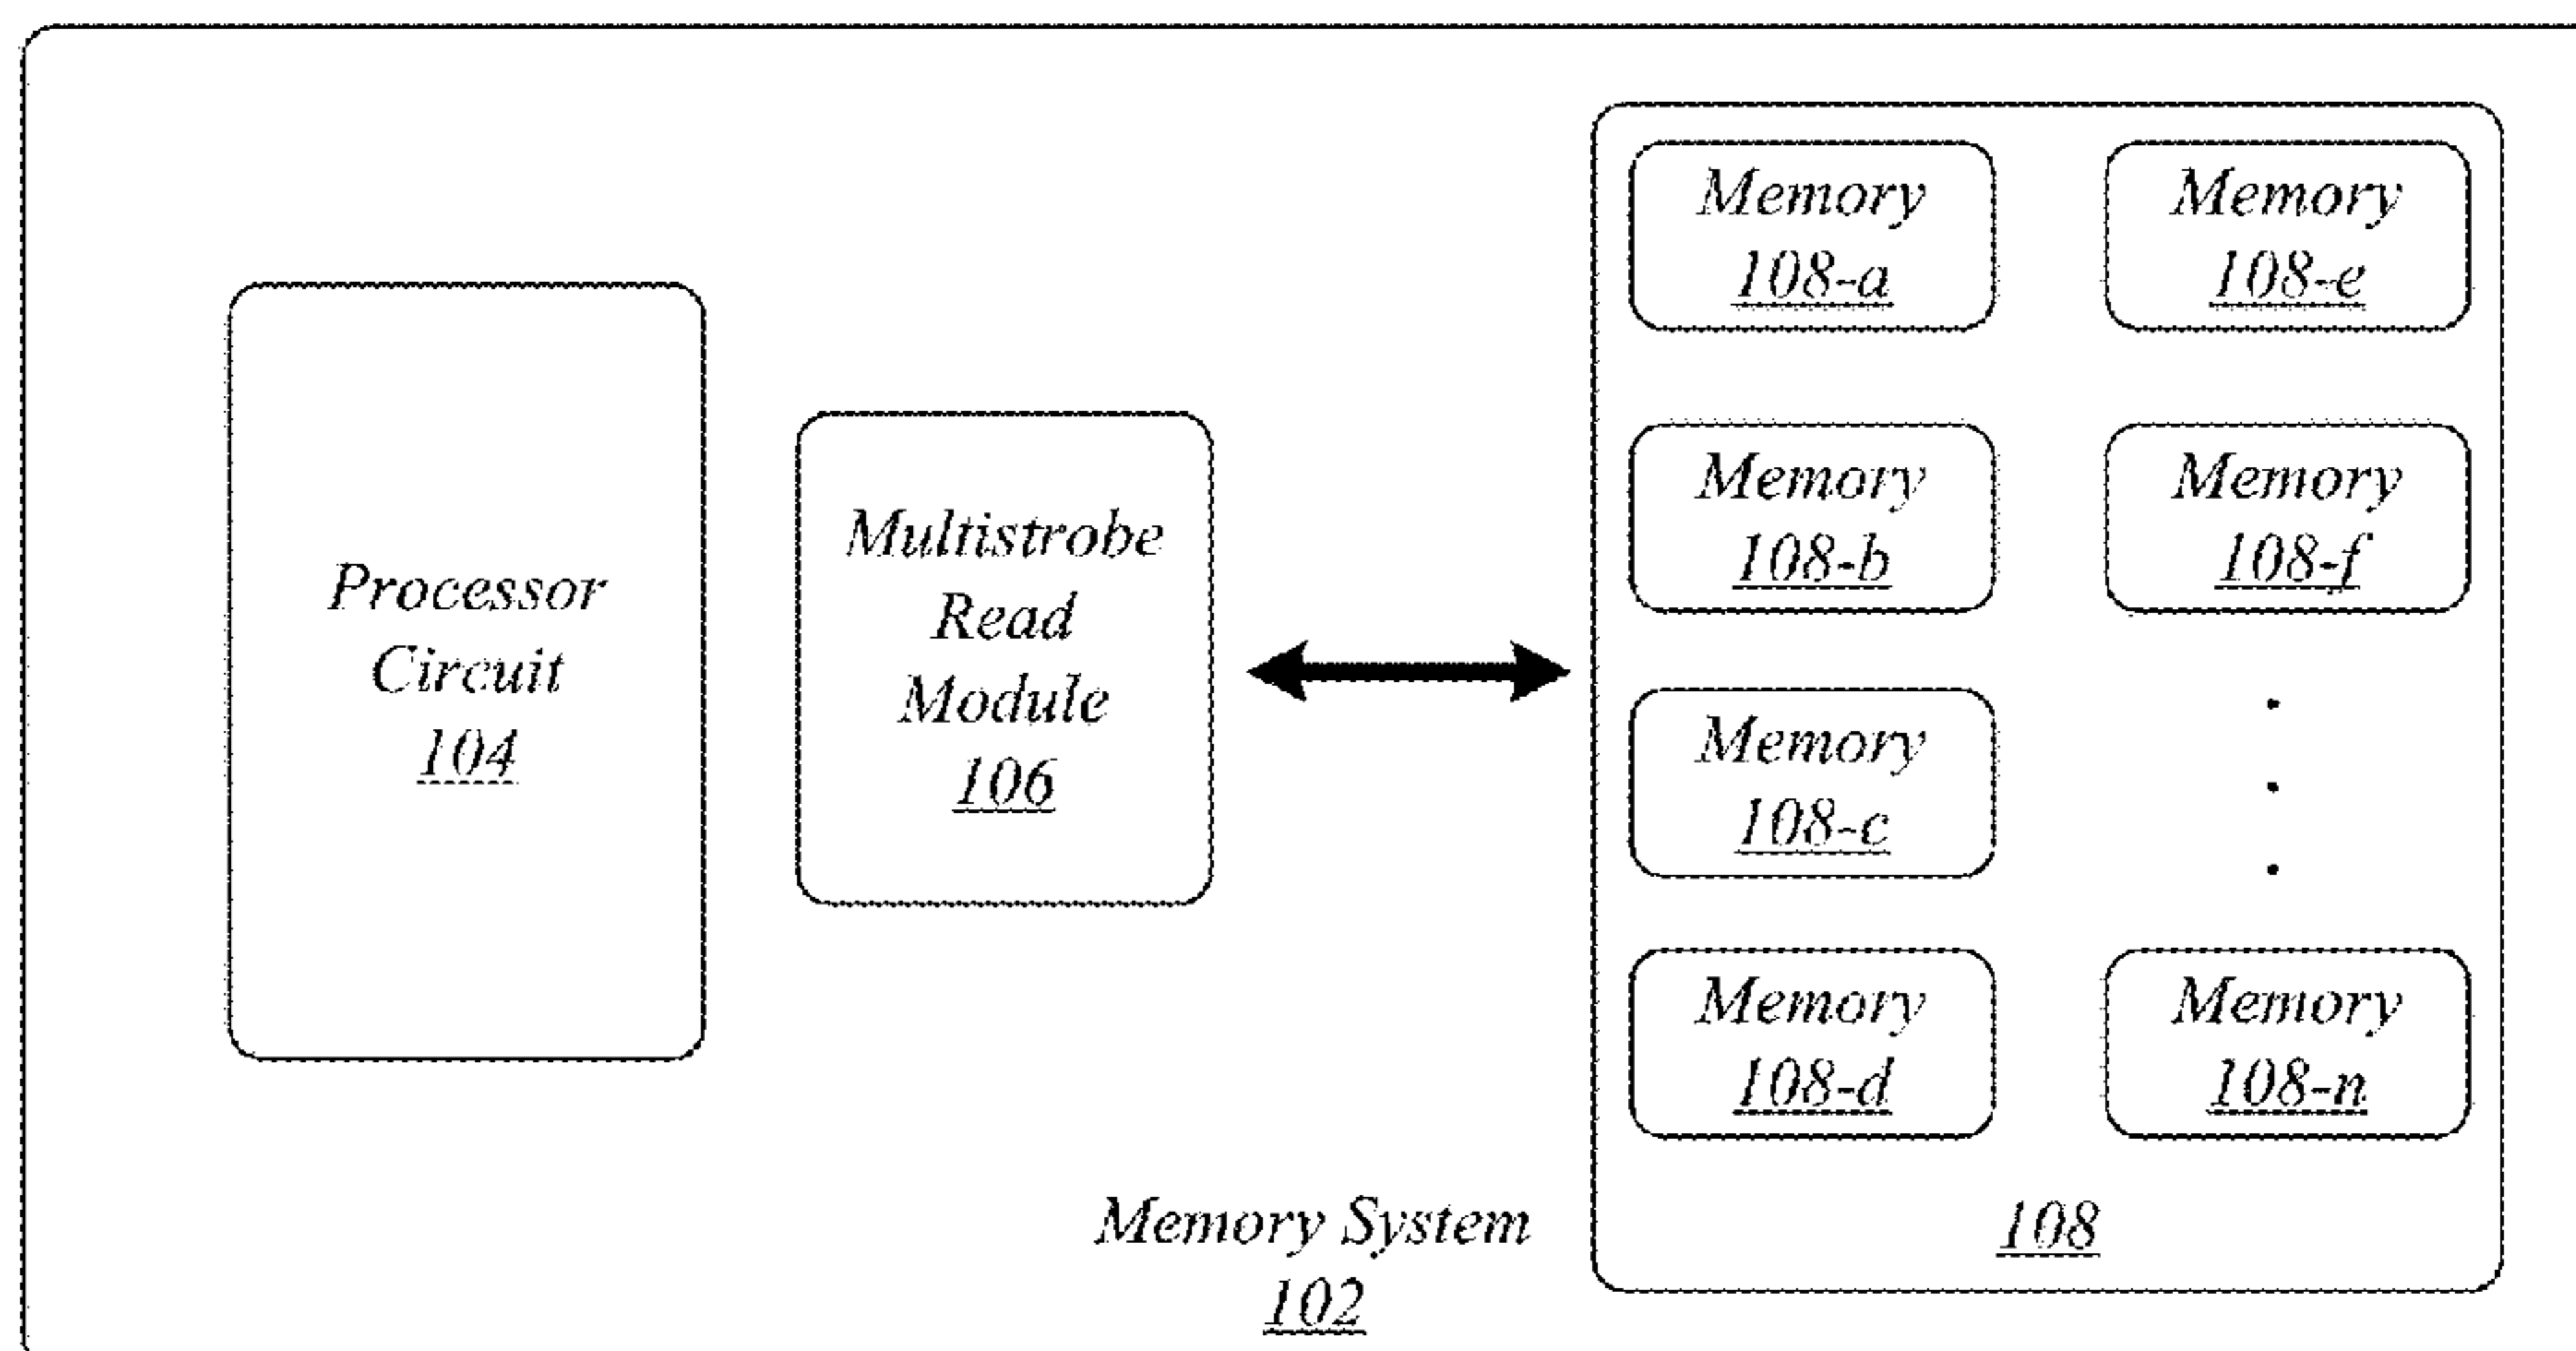 Processor
Circuit
104
Multistrobe
Read
Module
106
Memory
108-a
Memory
108-e
Memory
108-b
Memory
108-f
Memory
108-c
.
.
.
Memory
108-d
Memory
108-n
108
Memory System
102